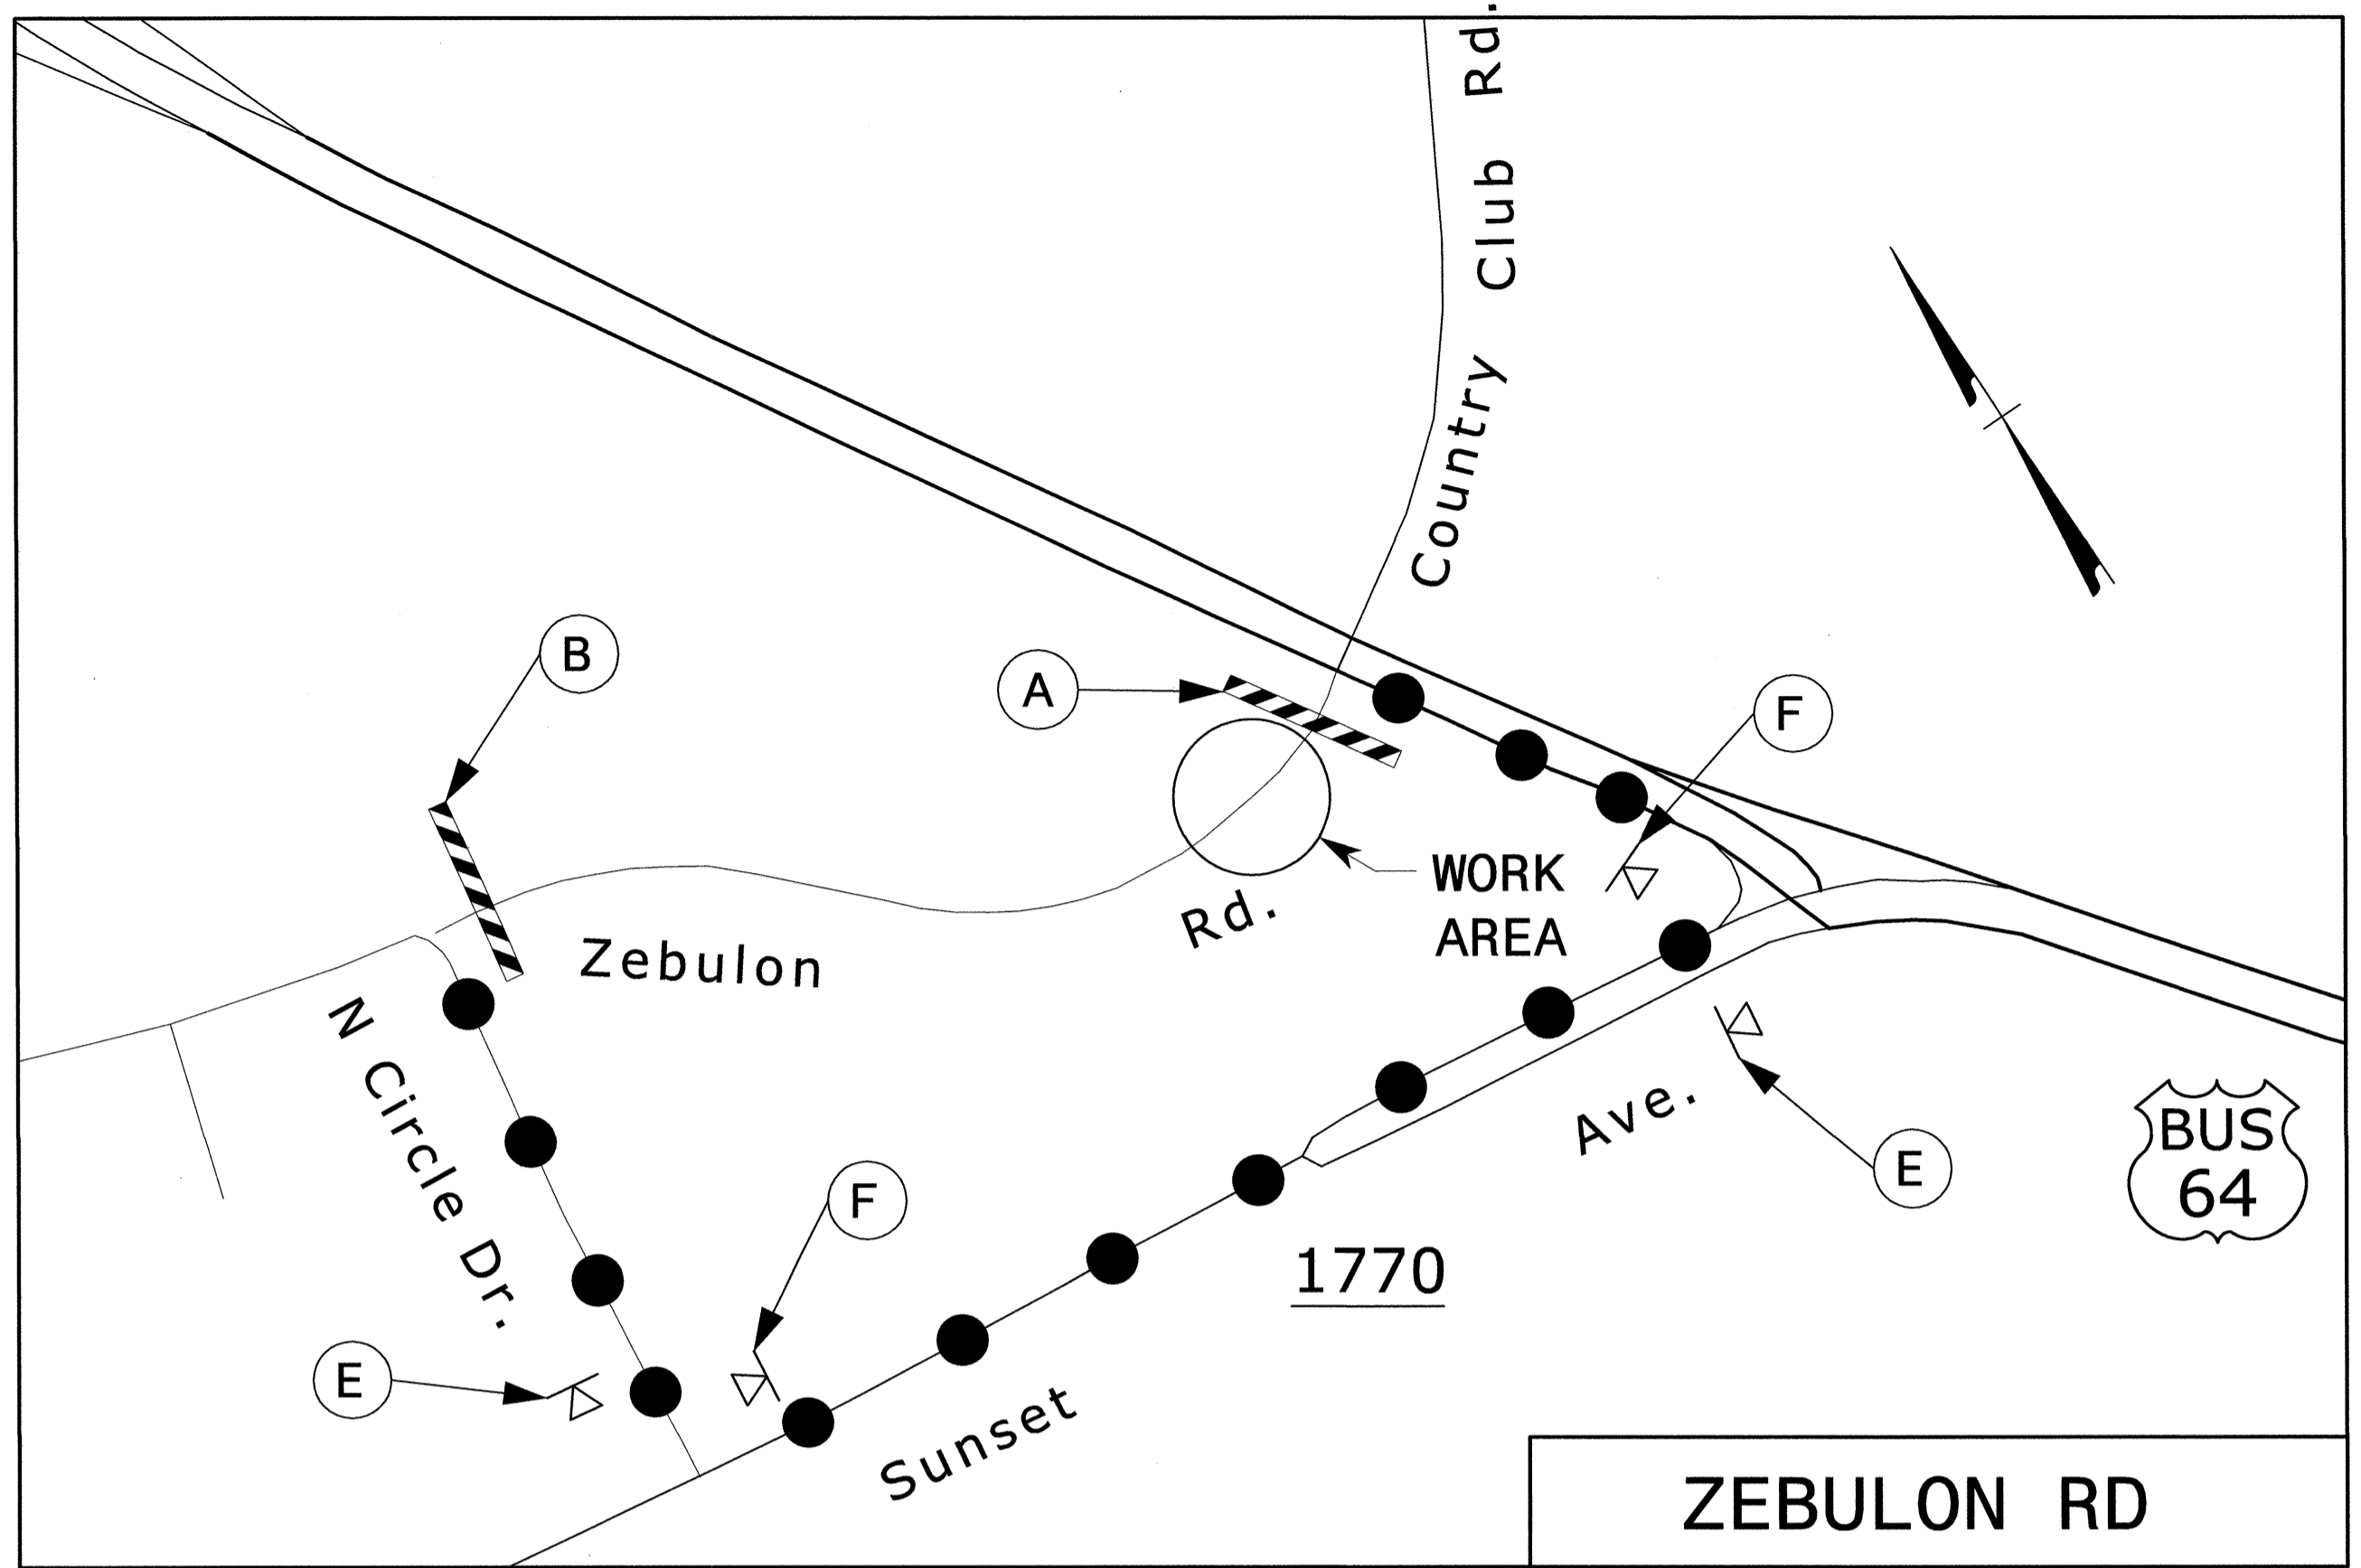 Country Club Rd.
B
A
F
WORK
AREA
Rd.
Zebulon
N Circle Dr.
Ave.
BUS
64
E
F
1770
E
Sunset
ZEBULON RD